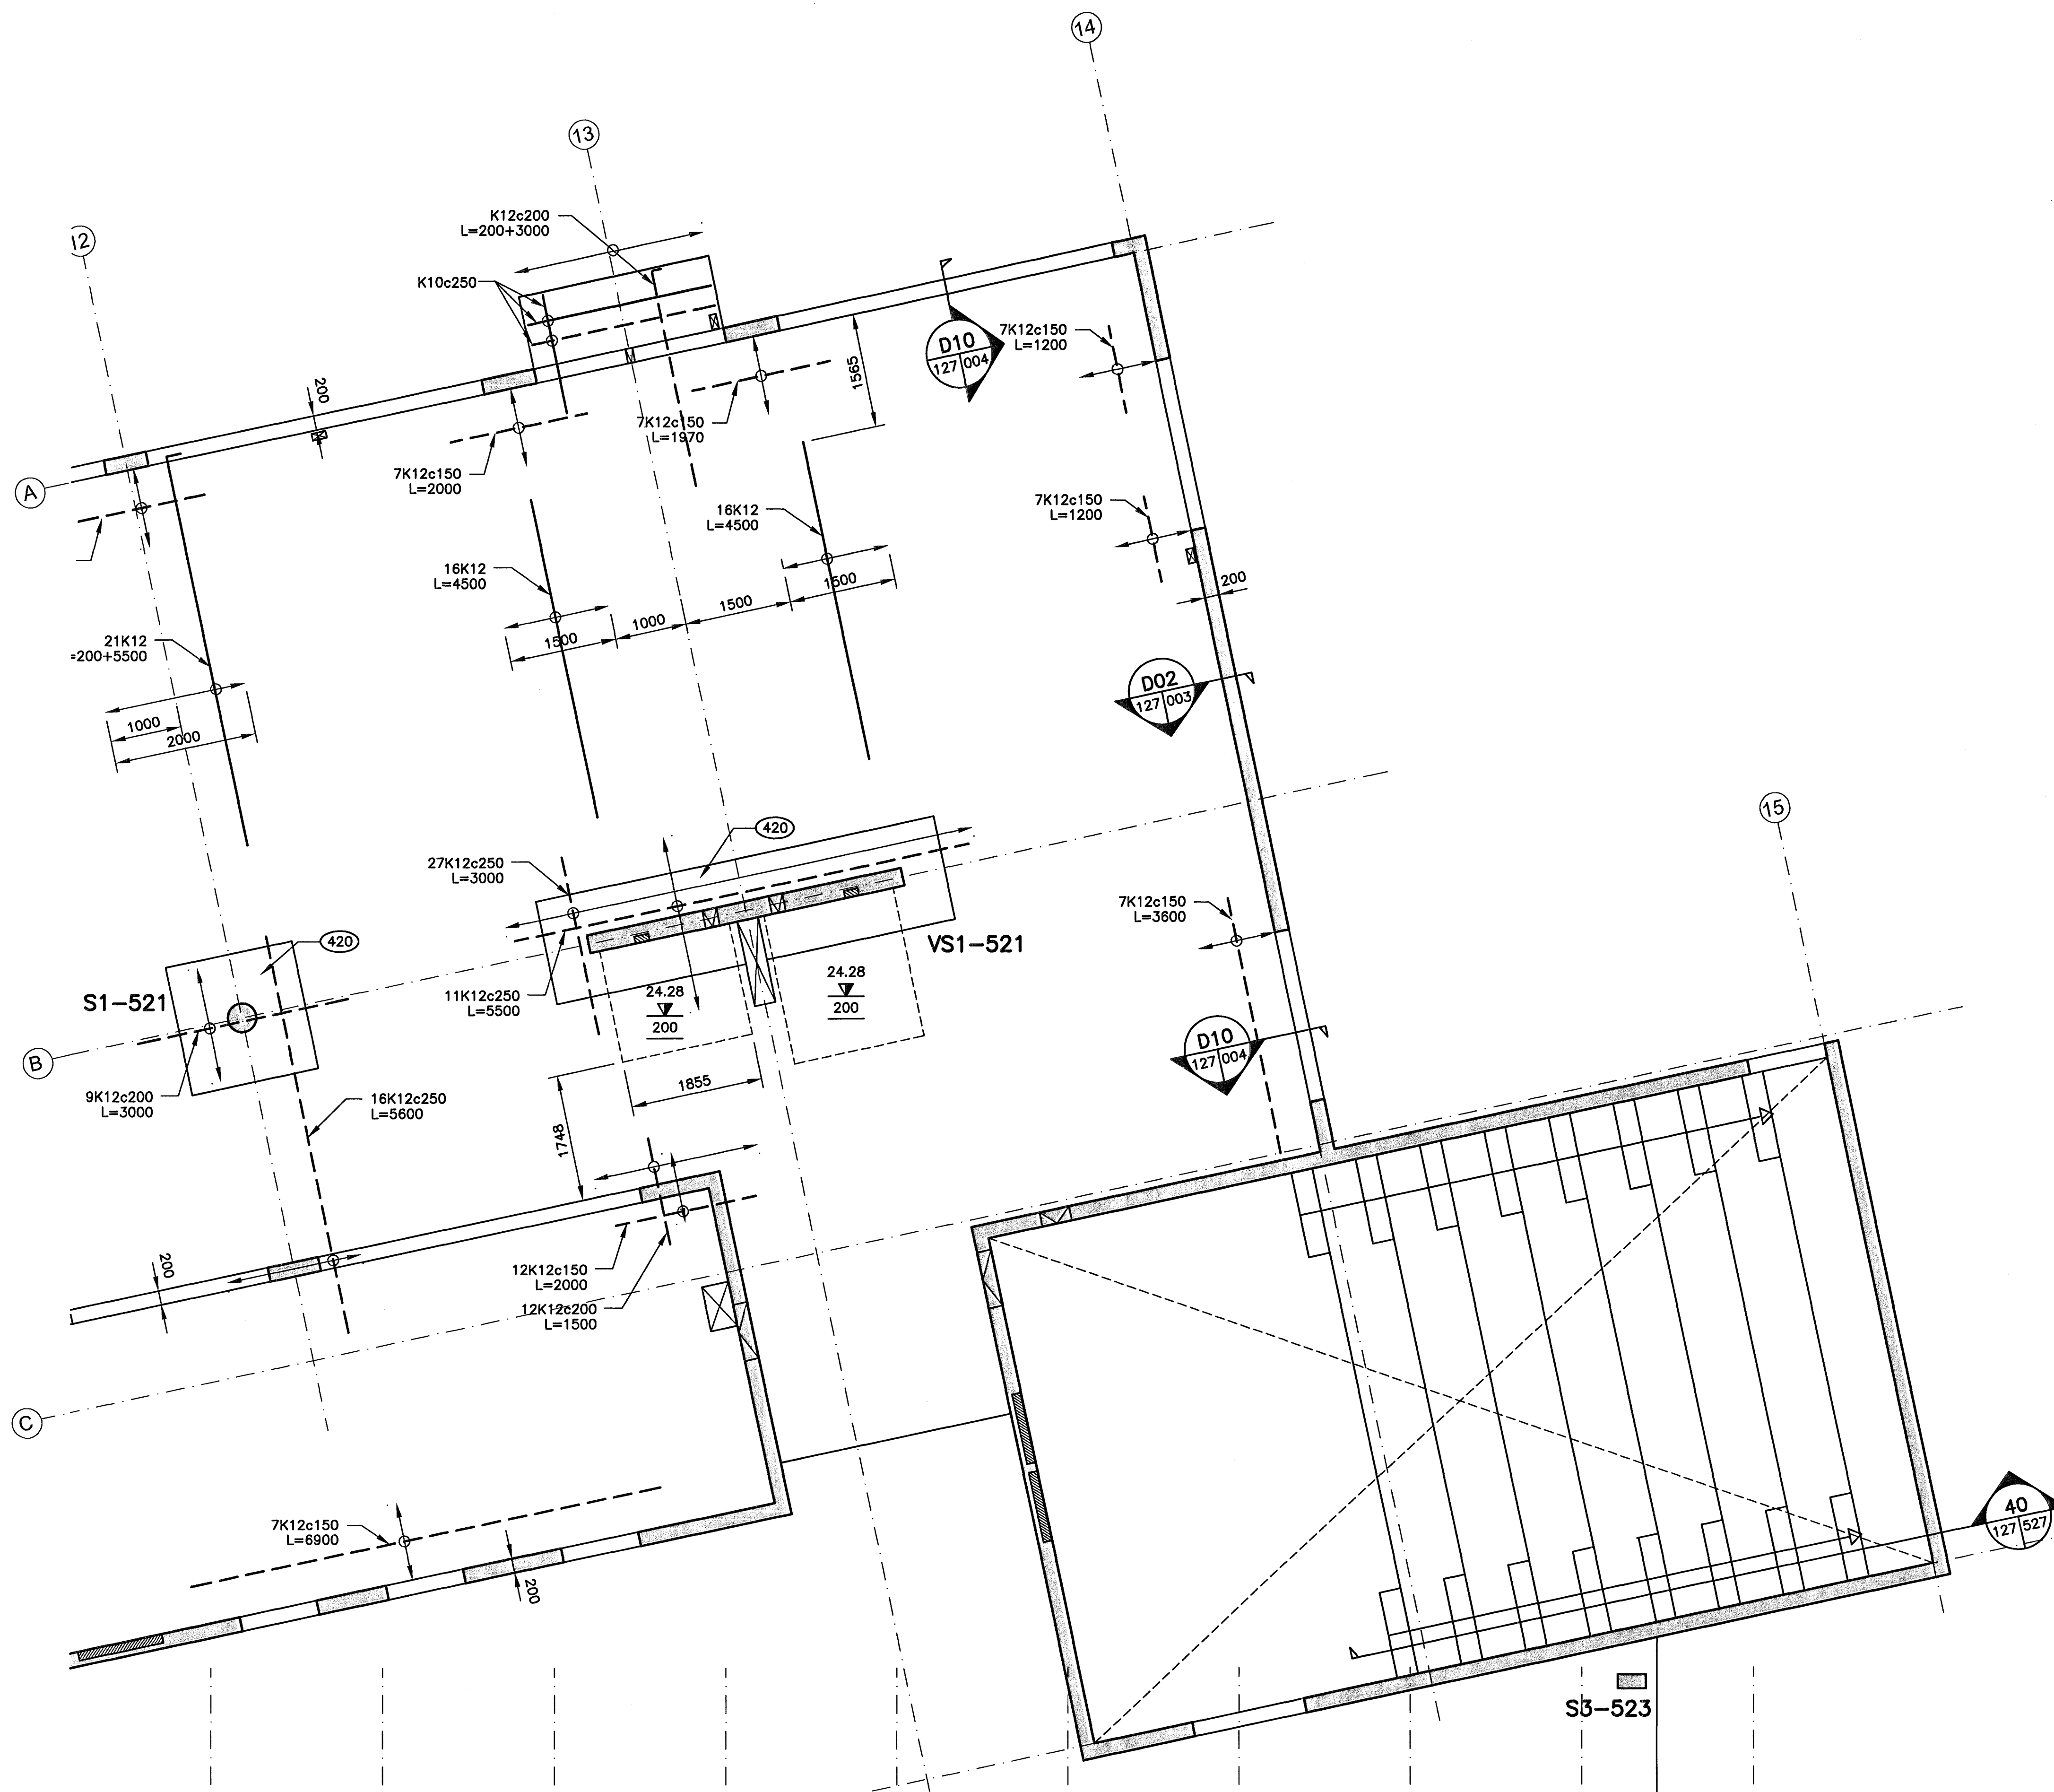 14
13
12
K12c200
L=200+3000
K10c250
200
7K12c150
L=2000
7K12c150
L=1970
1565
D10
127 004
7K12c150
L=1200
A
16K12
L=4500
7K12c150
L=1200
16K12
L=4500
1500
1000
1500
1500
200
21K12
=200+5500
1000
2000
D02
127 003
15
420
27K12c250
L=3000
7K12c150
L=3600
VS1-521
420
S1-521
11K12c250
L=5500
24.28
200
24.28
200
D10
127 004
B
9K12c200
L=3000
16K12c250
L=5600
1855
1748
200
12K12c150
L=2000
12K12c200
L=1500
C
7K12c150
L=6900
200
40
127 527
S3-523